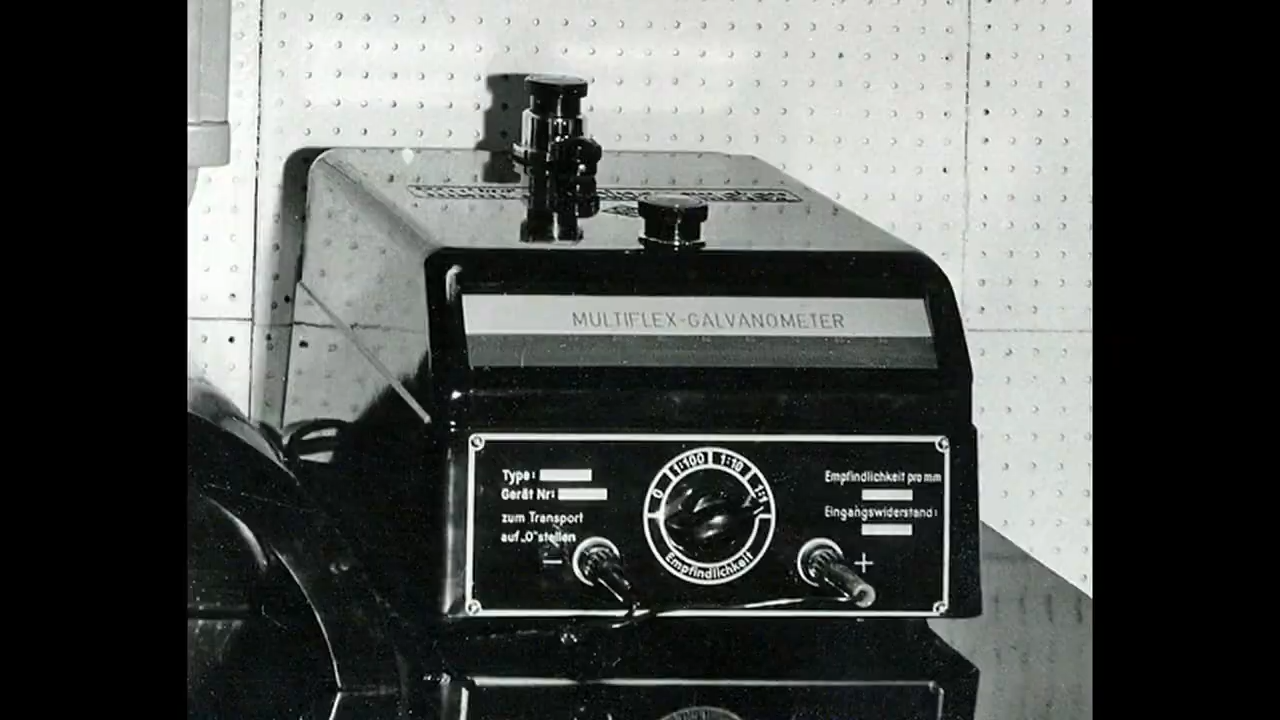 MULTIFLEX-GALVANOMETER
Type:
Gerät Nr:
zum Transport
auf „0" stellen
0 1:100 1:10 1:1
Empfindlichkeit
Empfindlichkeit pro mm
Eingangswiderstand:
- +